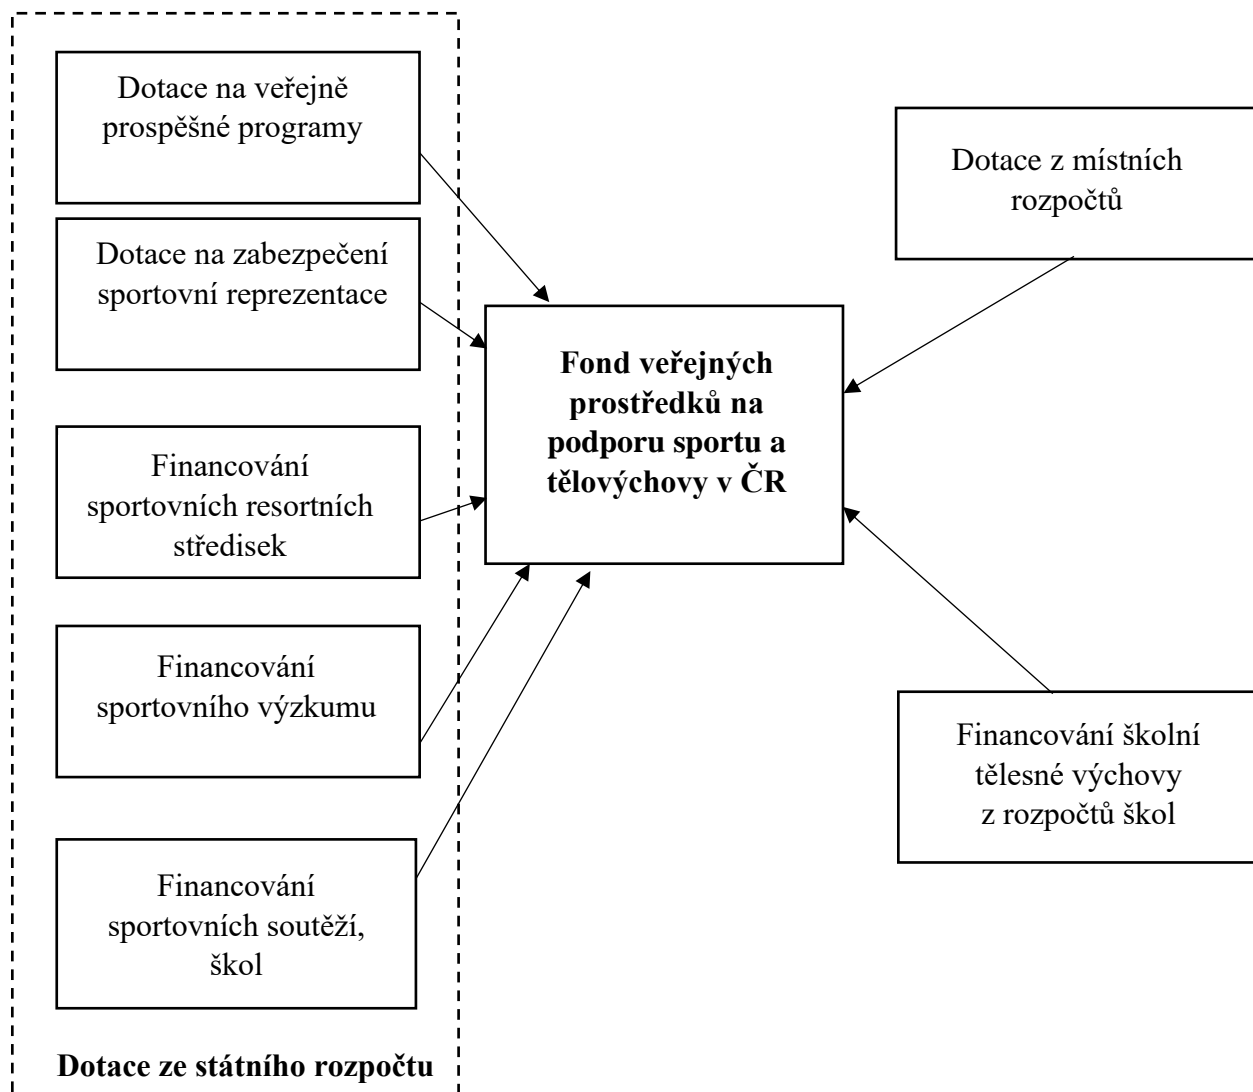 Dotace na veřejně
prospěšné programy
Dotace na zabezpečení
sportovní reprezentace
Financování
sportovních resortních
středisek
Financování
sportovního výzkumu
Financování
sportovních soutěží,
škol
Dotace ze státního rozpočtu
Fond veřejných
prostředků na
podporu sportu a
tělovýchovy v ČR
Dotace z místních
rozpočtů
Financování školní
tělesné výchovy
z rozpočtů škol